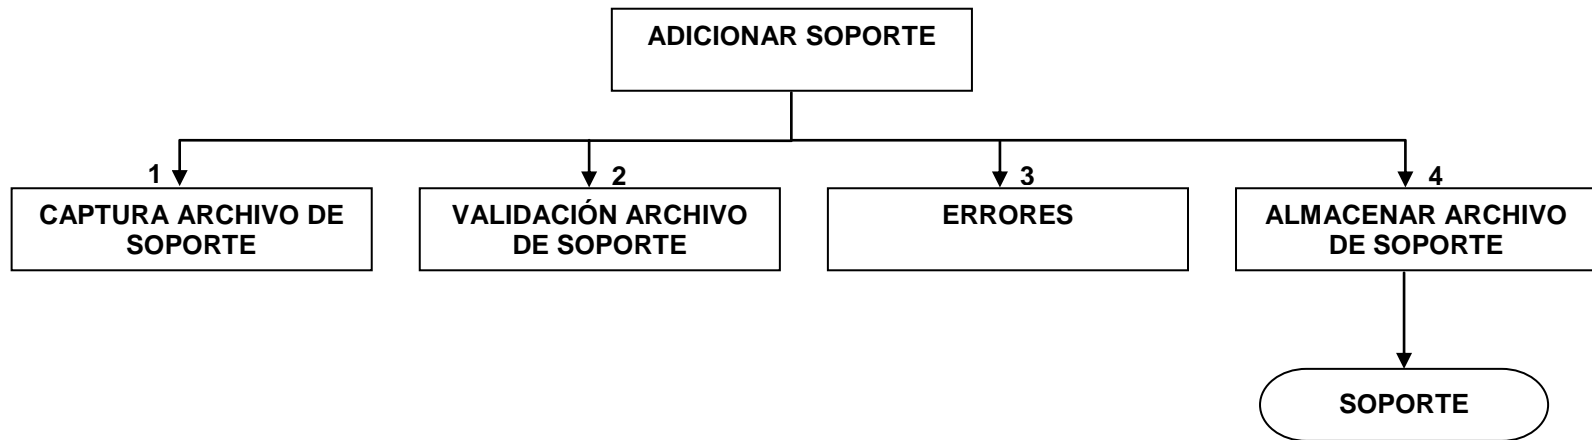 ADICIONAR SOPORTE
1
2
3
4
CAPTURA ARCHIVO DE
SOPORTE
VALIDACIÓN ARCHIVO
DE SOPORTE
ERRORES
ALMACENAR ARCHIVO
DE SOPORTE
SOPORTE